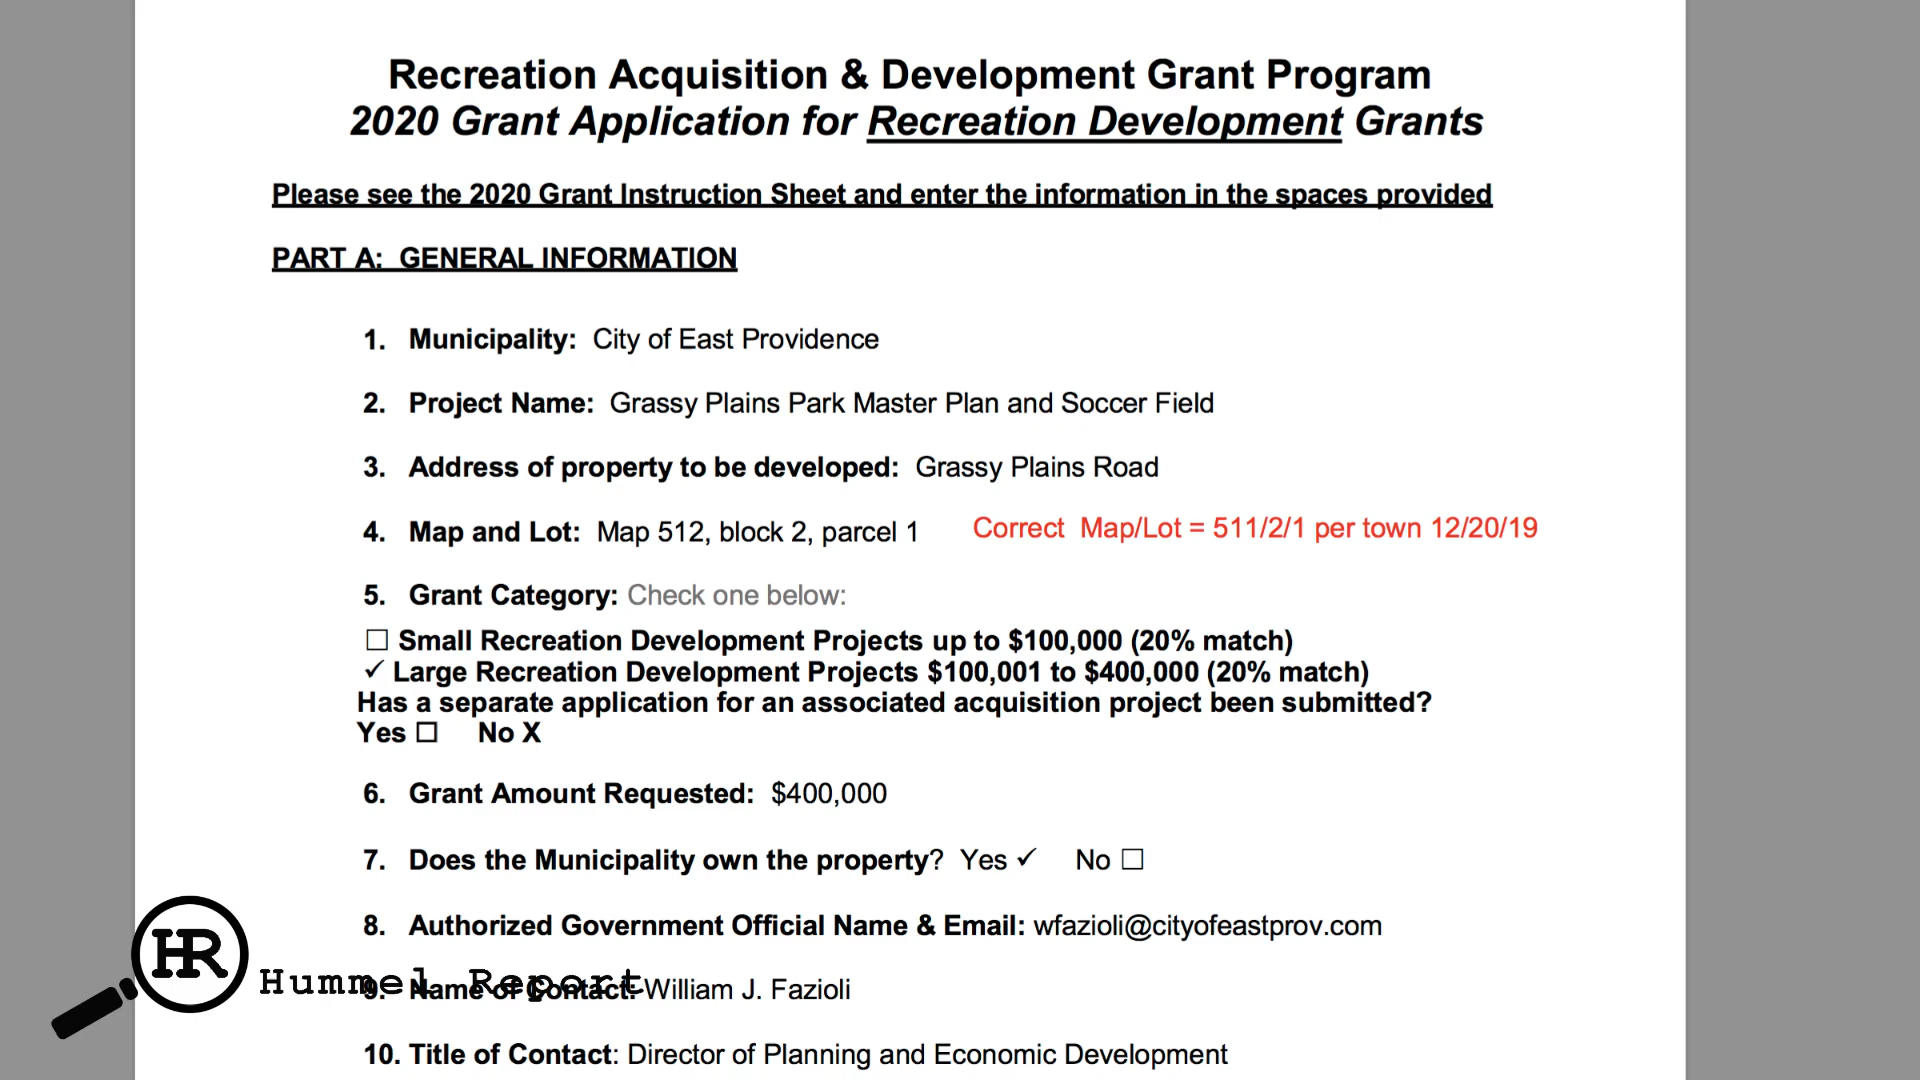 Recreation Acquisition & Development Grant Program
2020 Grant Application for Recreation Development Grants
Please see the 2020 Grant Instruction Sheet and enter the information in the spaces provided
PART A: GENERAL INFORMATION
1. Municipality: City of East Providence
2. Project Name: Grassy Plains Park Master Plan and Soccer Field
3. Address of property to be developed: Grassy Plains Road
4. Map and Lot: Map 512, block 2, parcel 1 Correct Map/Lot = 511/2/1 per town 12/20/19
5. Grant Category: Check one below:
☐ Small Recreation Development Projects up to $100,000 (20% match)
✓ Large Recreation Development Projects $100,001 to $400,000 (20% match)
Has a separate application for an associated acquisition project been submitted?
Yes ☐ No X
6. Grant Amount Requested: $400,000
7. Does the Municipality own the property? Yes ✓ No ☐
8. Authorized Government Official Name & Email: wfazioli@cityofeastprov.com
HR Hummel Report
9. Name of Contact: William J. Fazioli
10. Title of Contact: Director of Planning and Economic Development